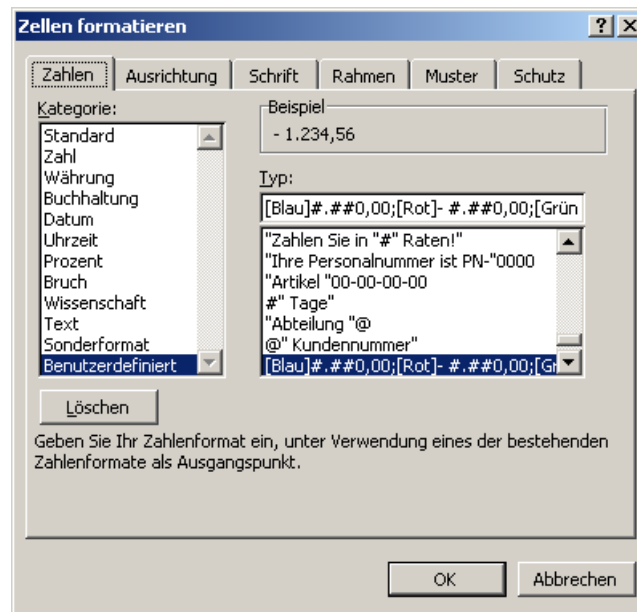 Zellen formatieren
Zahlen Ausrichtung Schrift Rahmen Muster Schutz
Kategorie:
Standard
Zahl
Währung
Buchhaltung
Datum
Uhrzeit
Prozent
Bruch
Wissenschaft
Text
Sonderformat
Benutzerdefiniert
Beispiel
- 1.234,56
Typ:
[Blau]#.##0,00;[Rot]- #.##0,00;[Grün
"Zahlen Sie in "#" Raten!"
"Ihre Personalnummer ist PN-"0000
"Artikel "00-00-00-00
#" Tage"
"Abteilung "@
@" Kundennummer"
[Blau]#.##0,00;[Rot]- #.##0,00;[Gr
Löschen
Geben Sie Ihr Zahlenformat ein, unter Verwendung eines der bestehenden
Zahlenformate als Ausgangspunkt.
OK Abbrechen